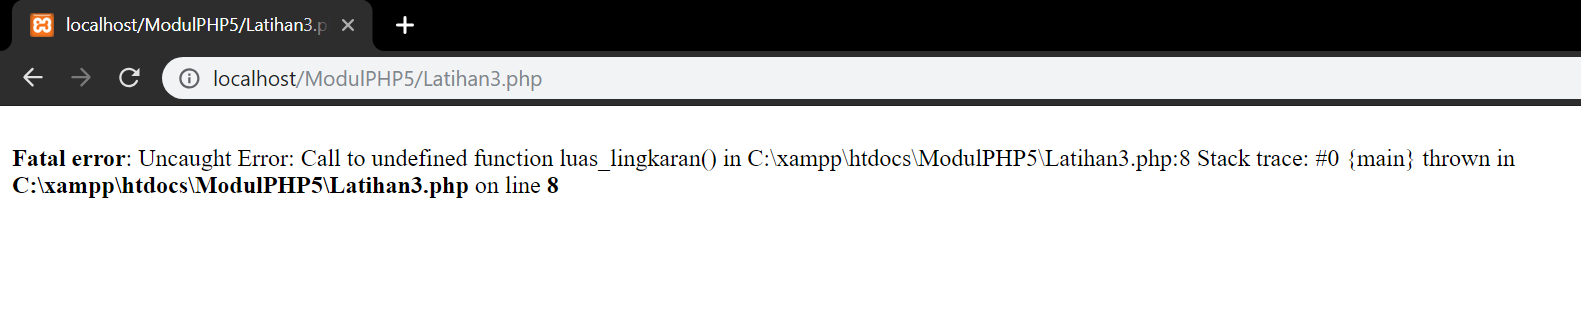 localhost/ModulPHP5/Latihan3.p
localhost/ModulPHP5/Latihan3.php
Fatal error: Uncaught Error: Call to undefined function luas_lingkaran() in C:\xampp\htdocs\ModulPHP5\Latihan3.php:8 Stack trace: #0 {main} thrown in
C:\xampp\htdocs\ModulPHP5\Latihan3.php on line 8